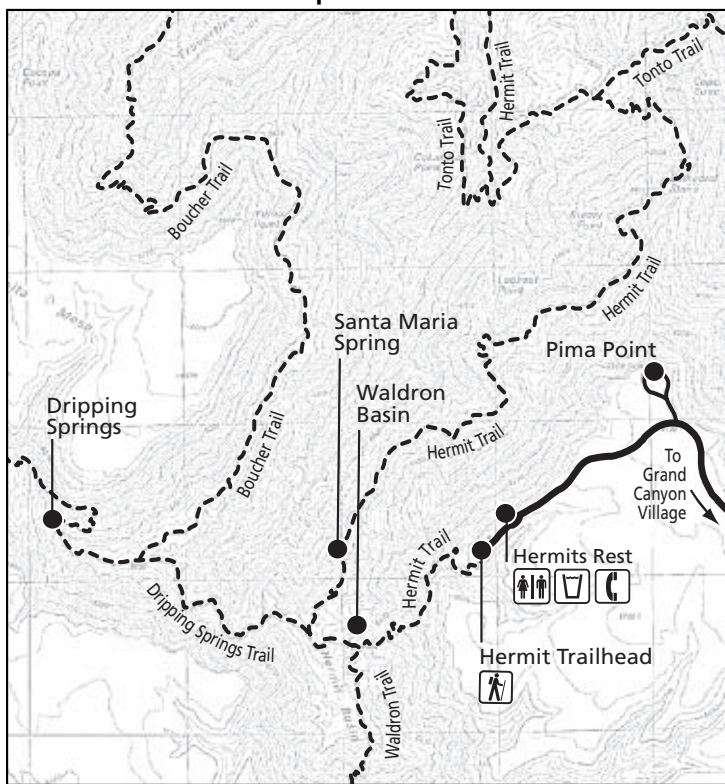 Tonto Trail
Hermit Trail
Tonto Trail
Boucher Trail
Hermit Trail
Santa Maria
Spring
Pima Point
Waldron
Basin
Dripping
Springs
Hermit Trail
Boucher Trail
To
Grand
Canyon
Village
Hermit Trail
Hermits Rest
Dripping Springs Trail
Hermit Trailhead
Hermit Basin
Waldron Trail